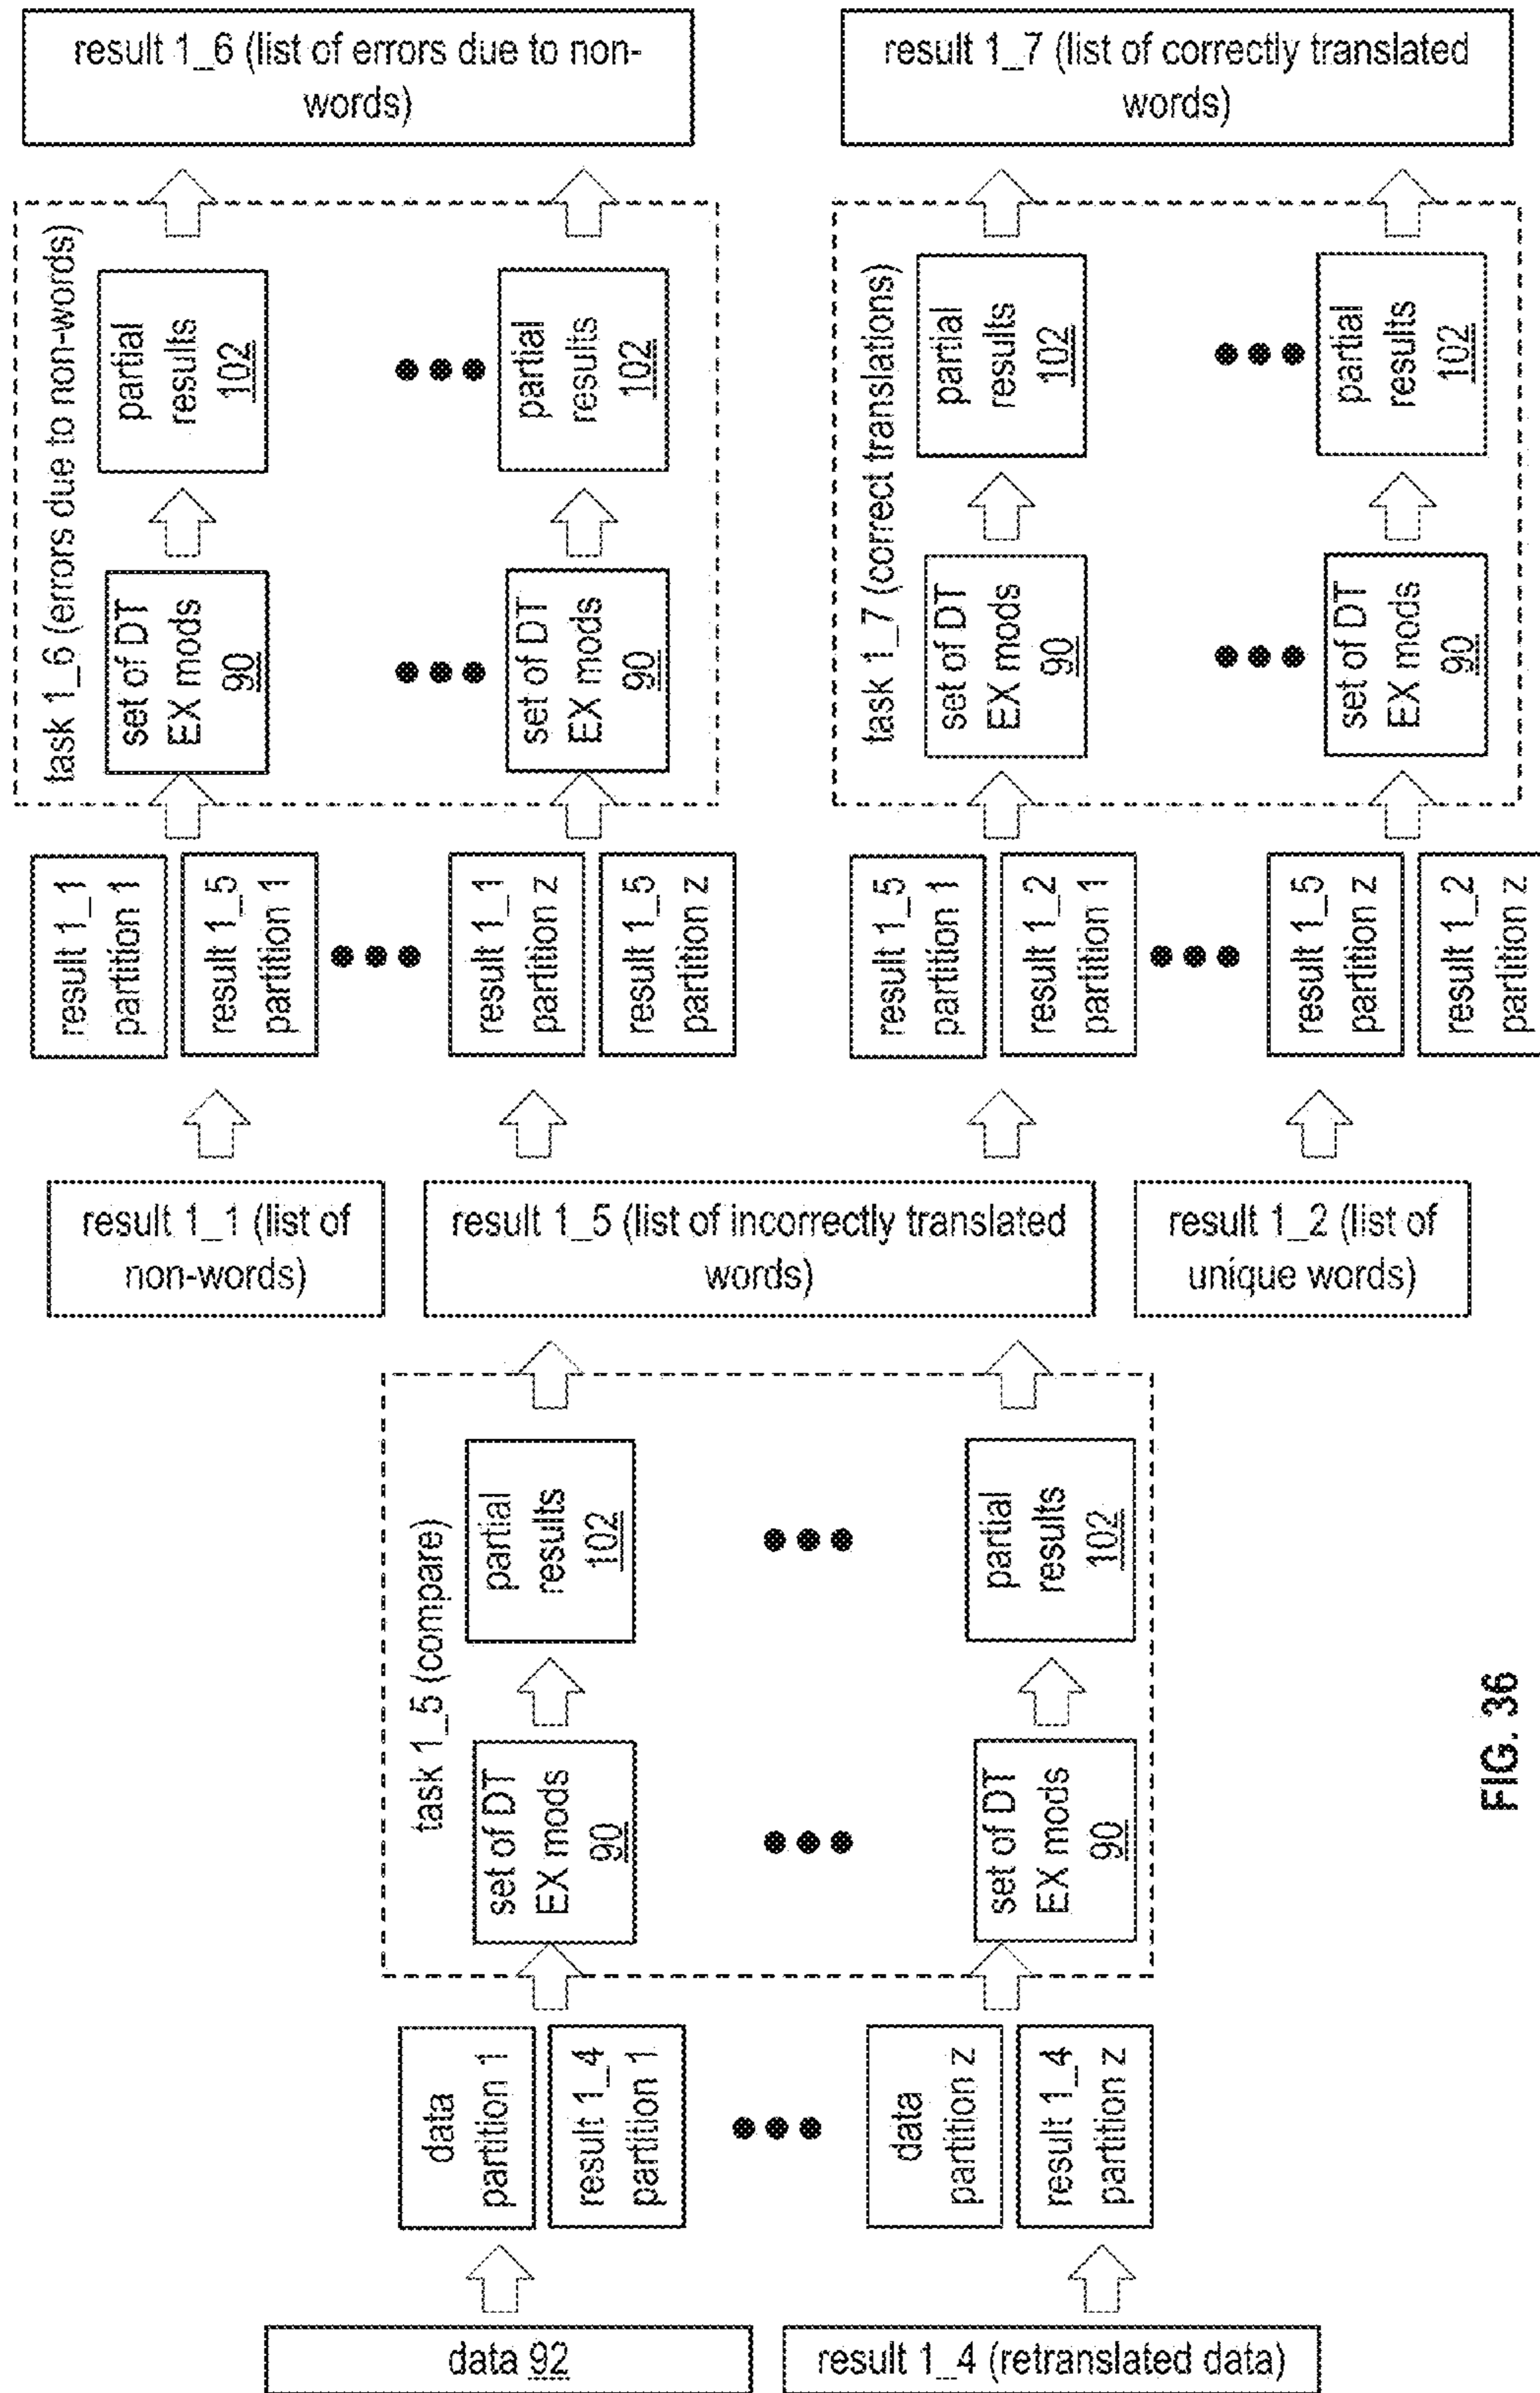 result 1_6 (list of errors due to non-
words)
result 1_7 (list of correctly translated
words)
task 1_6 (errors due to non-words)
partial
results
102
partial
results
102
set of DT
EX mods
90
set of DT
EX mods
90
task 1_7 (correct translations)
partial
results
102
partial
results
102
set of DT
EX mods
90
set of DT
EX mods
90
result 1_1
partition 1
result 1_5
partition 1
result 1_1
partition z
result 1_5
partition z
result 1_5
partition 1
result 1_2
partition 1
result 1_5
partition z
result 1_2
partition z
result 1_1 (list of
non-words)
result 1_5 (list of incorrectly translated
words)
result 1_2 (list of
unique words)
task 1_5 (compare)
partial
results
102
partial
results
102
set of DT
EX mods
90
set of DT
EX mods
90
data
partition 1
result 1_4
partition 1
data
partition z
result 1_4
partition z
data 92
result 1_4 (retranslated data)
FIG. 36